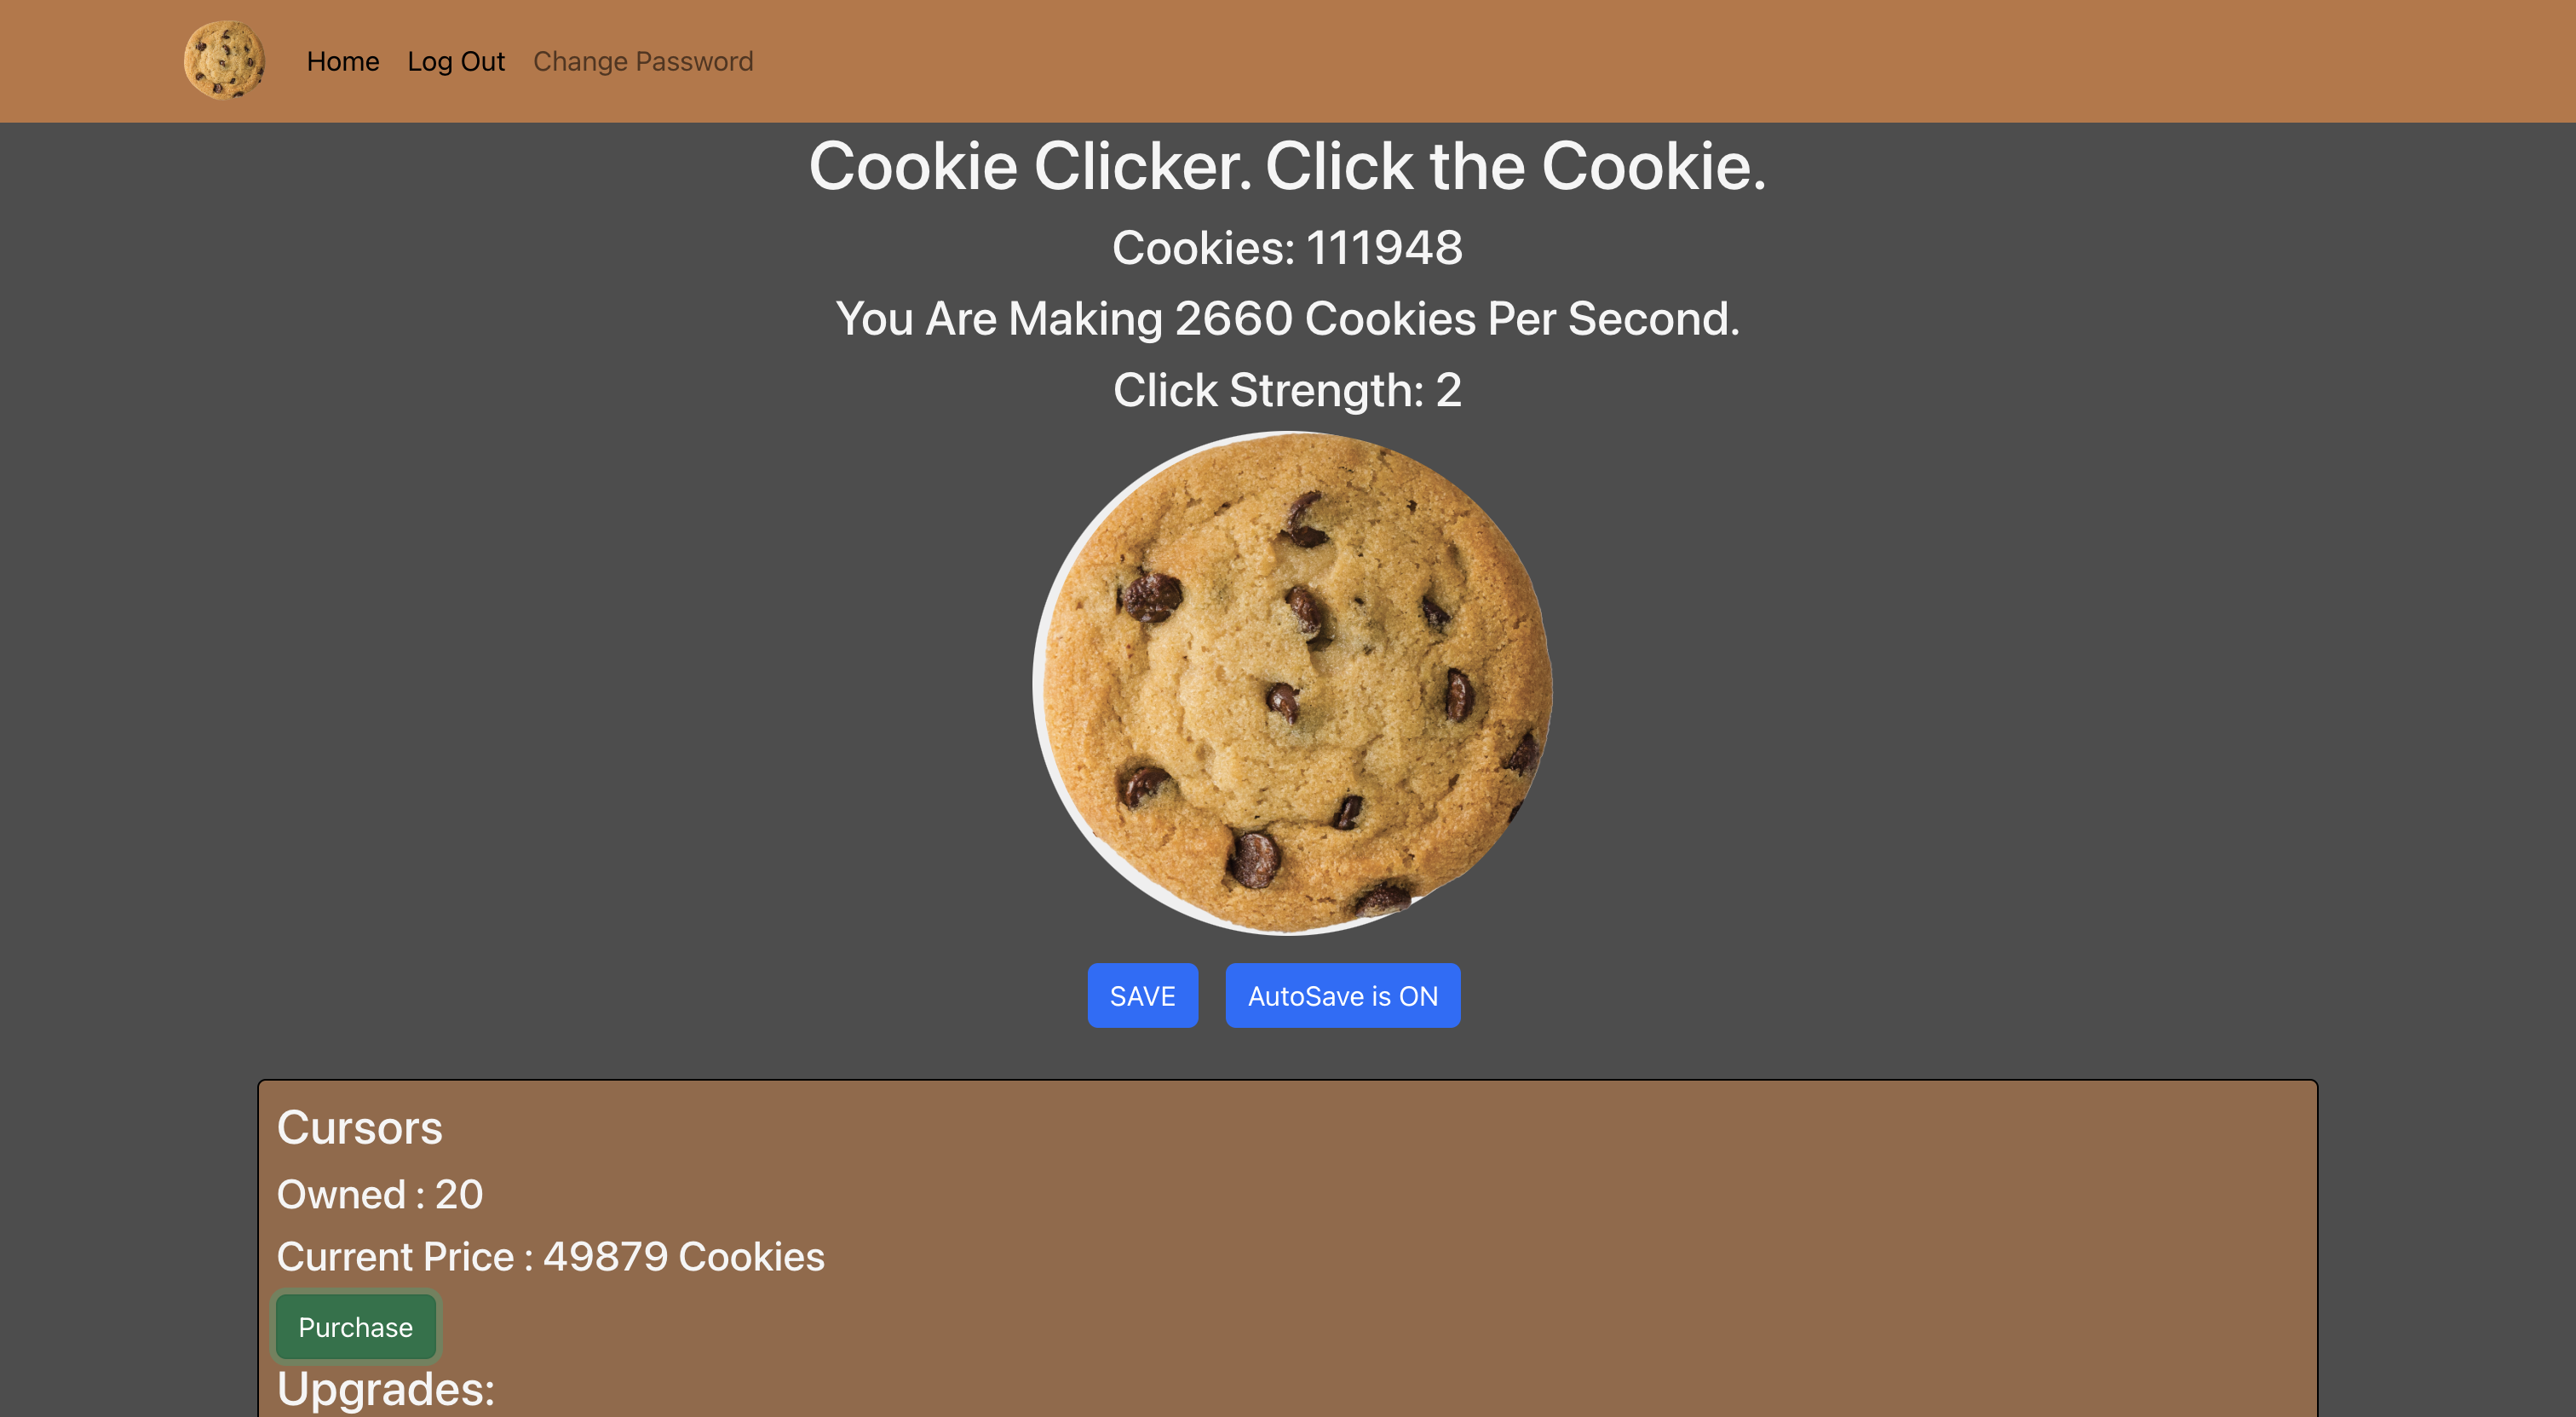 Home Log Out Change Password
Cookie Clicker. Click the Cookie.
Cookies: 111948
You Are Making 2660 Cookies Per Second.
Click Strength: 2
SAVE AutoSave is ON
Cursors
Owned : 20
Current Price : 49879 Cookies
Purchase
Upgrades: